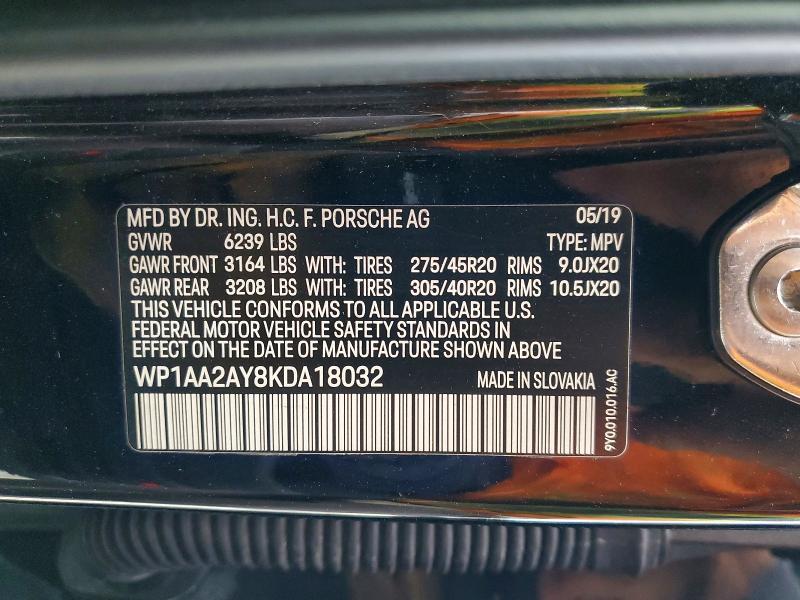 MFD BY DR. ING. H.C. F. PORSCHE AG 05/19
GVWR 6239 LBS TYPE: MPV
GAWR FRONT 3164 LBS WITH: TIRES 275/45R20 RIMS 9.0JX20
GAWR REAR 3208 LBS WITH: TIRES 305/40R20 RIMS 10.5JX20
THIS VEHICLE CONFORMS TO ALL APPLICABLE U.S.
FEDERAL MOTOR VEHICLE SAFETY STANDARDS IN
EFFECT ON THE DATE OF MANUFACTURE SHOWN ABOVE
WP1AA2AY8KDA18032 MADE IN SLOVAKIA
9Y0.010.016.AC